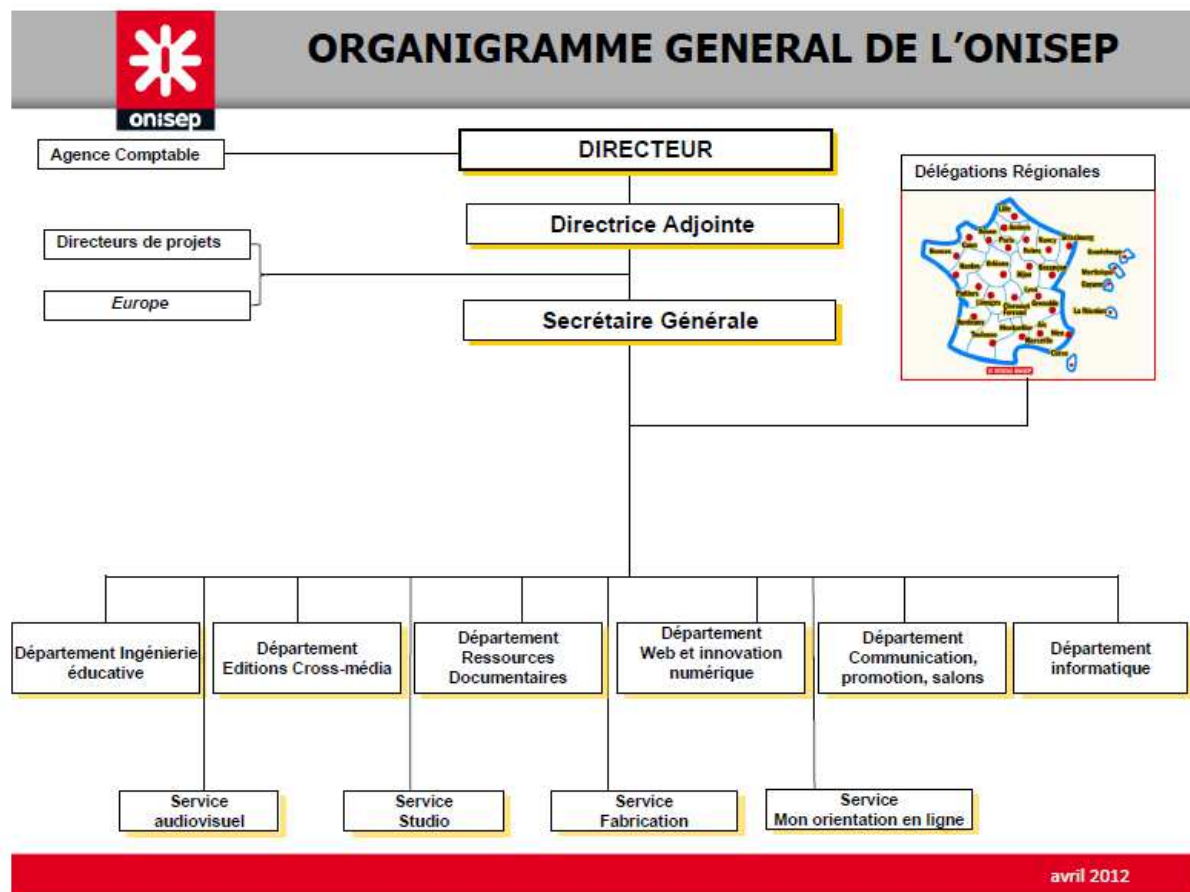 ORGANIGRAMME GENERAL DE L’ONISEP
onisep
Agence Comptable
DIRECTEUR
Délégations Régionales
Directrice Adjointe
Directeurs de projets
Europe
Secrétaire Générale
Lille
Amiens
Rouen
Caen
Paris
Reims
Nancy
Strasbourg
Rennes
Nantes
Orléans
Dijon
Besançon
Poitiers
Limoges
Clermont
Ferrand
Lyon
Grenoble
Bordeaux
Toulouse
Montpellier
Aix
Marseille
Nice
Corse
Guadeloupe
Martinique
Guyane
La Réunion
Département Ingénierie
éducative
Département
Editions Cross-média
Département
Ressources
Documentaires
Département
Web et innovation
numérique
Département
Communication,
promotion, salons
Département
informatique
Service
audiovisuel
Service
Studio
Service
Fabrication
Service
Mon orientation en ligne
avril 2012